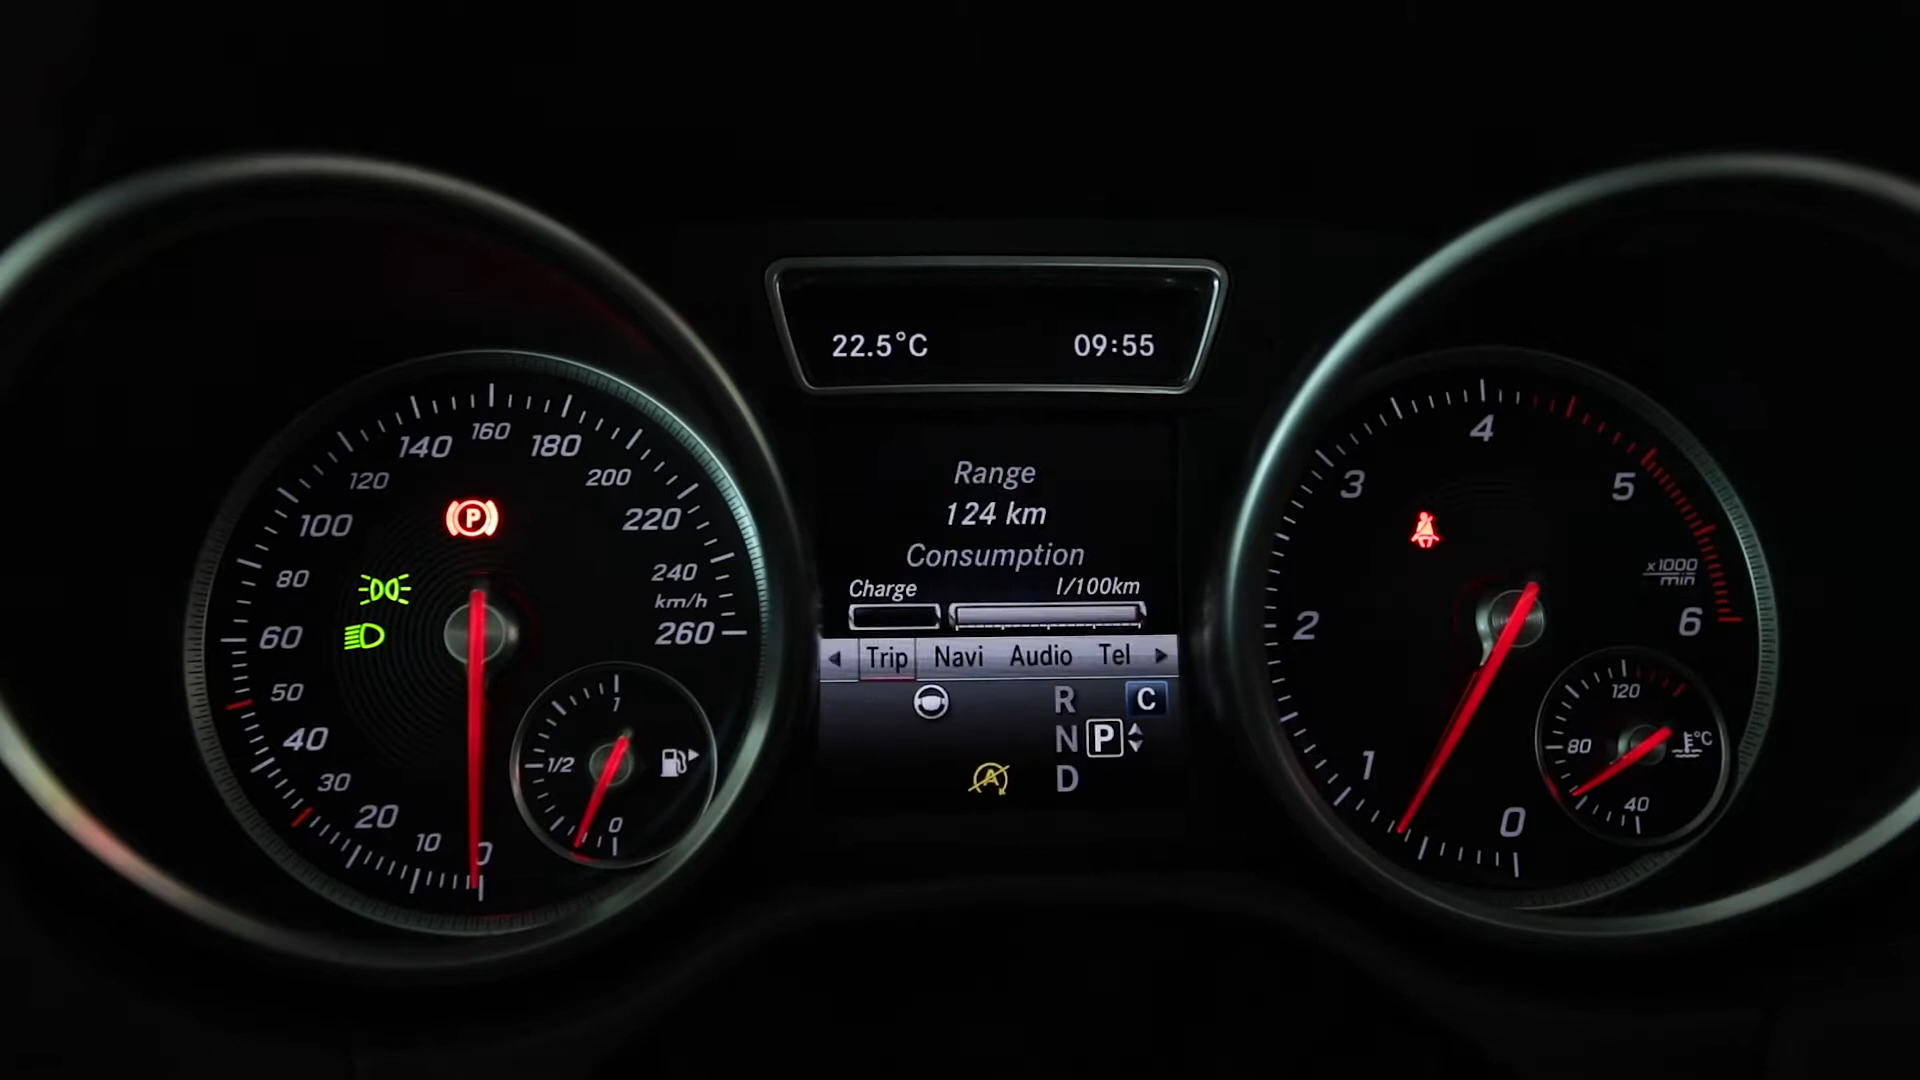 22.5°C 09:55
Range
124 km
Consumption
Charge l/100km
Trip Navi Audio Tel
R C
N P
A D
0 10 20 30 40 50 60 80 100 120 140 160 180 200 220 240 260
km/h
P
0 1/2 1
0 1 2 3 4 5 6
x1000
min
40 80 120
°C